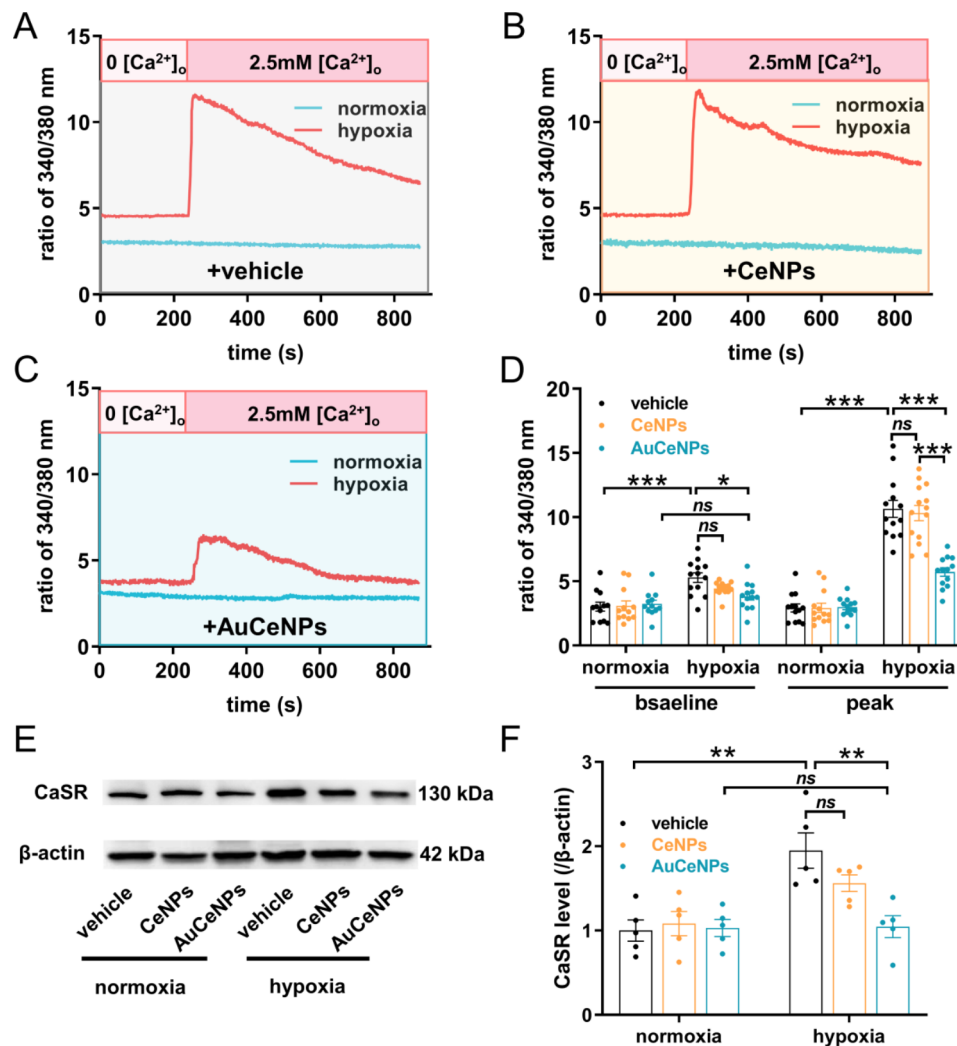 A
15
10
5
0
ratio of 340/380 nm
0 [Ca²⁺]ₒ
2.5mM [Ca²⁺]ₒ
normoxia
hypoxia
+vehicle
0
200
400
600
800
time (s)
B
15
10
5
0
ratio of 340/380 nm
0 [Ca²⁺]ₒ
2.5mM [Ca²⁺]ₒ
normoxia
hypoxia
+CeNPs
0
200
400
600
800
time (s)
C
15
10
5
0
ratio of 340/380 nm
0 [Ca²⁺]ₒ
2.5mM [Ca²⁺]ₒ
normoxia
hypoxia
+AuCeNPs
0
200
400
600
800
time (s)
D
20
15
10
5
0
ratio of 340/380 nm
vehicle
CeNPs
AuCeNPs
***
*
ns
ns
***
***
ns
***
normoxia
hypoxia
normoxia
hypoxia
bsaeline
peak
E
CaSR
130 kDa
β-actin
42 kDa
vehicle
CeNPs
AuCeNPs
vehicle
CeNPs
AuCeNPs
normoxia
hypoxia
F
3
2
1
0
CaSR level (/β-actin)
vehicle
CeNPs
AuCeNPs
**
**
ns
ns
normoxia
hypoxia